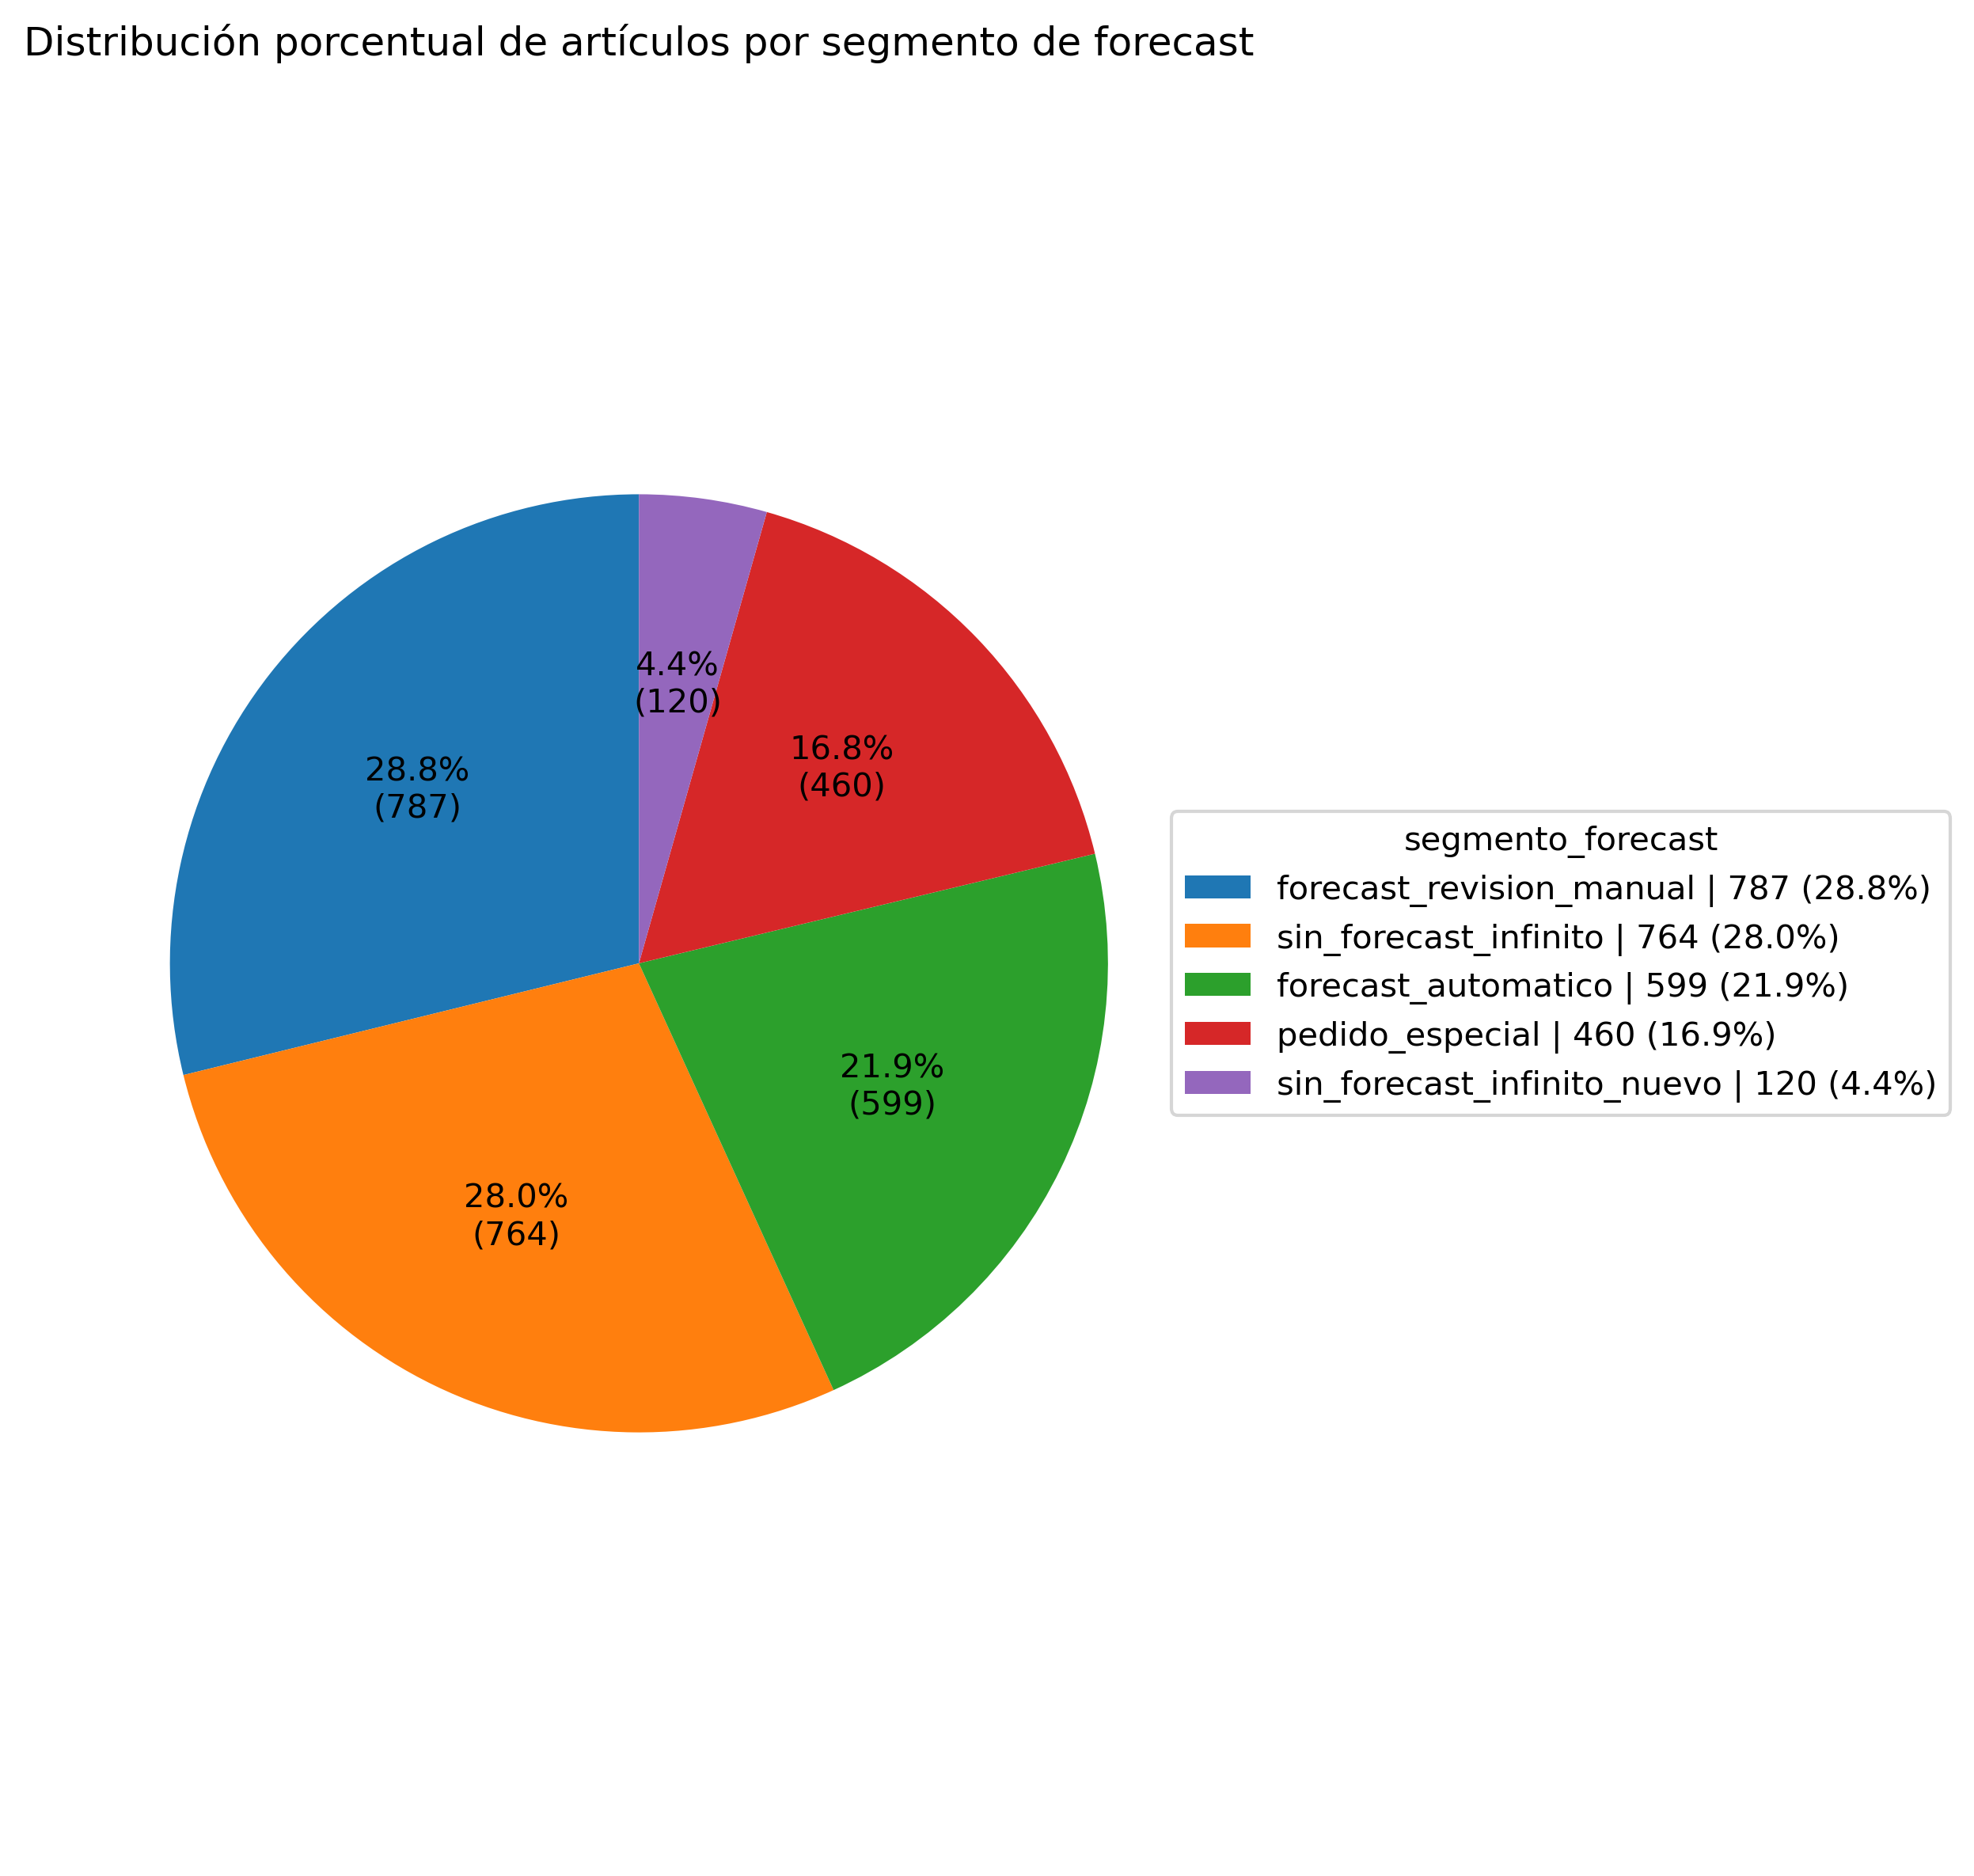 Distribución porcentual de artículos por segmento de forecast
4.4%
(120)
16.8%
(460)
28.8%
(787)
21.9%
(599)
28.0%
(764)
segmento_forecast
forecast_revision_manual | 787 (28.8%)
sin_forecast_infinito | 764 (28.0%)
forecast_automatico | 599 (21.9%)
pedido_especial | 460 (16.9%)
sin_forecast_infinito_nuevo | 120 (4.4%)